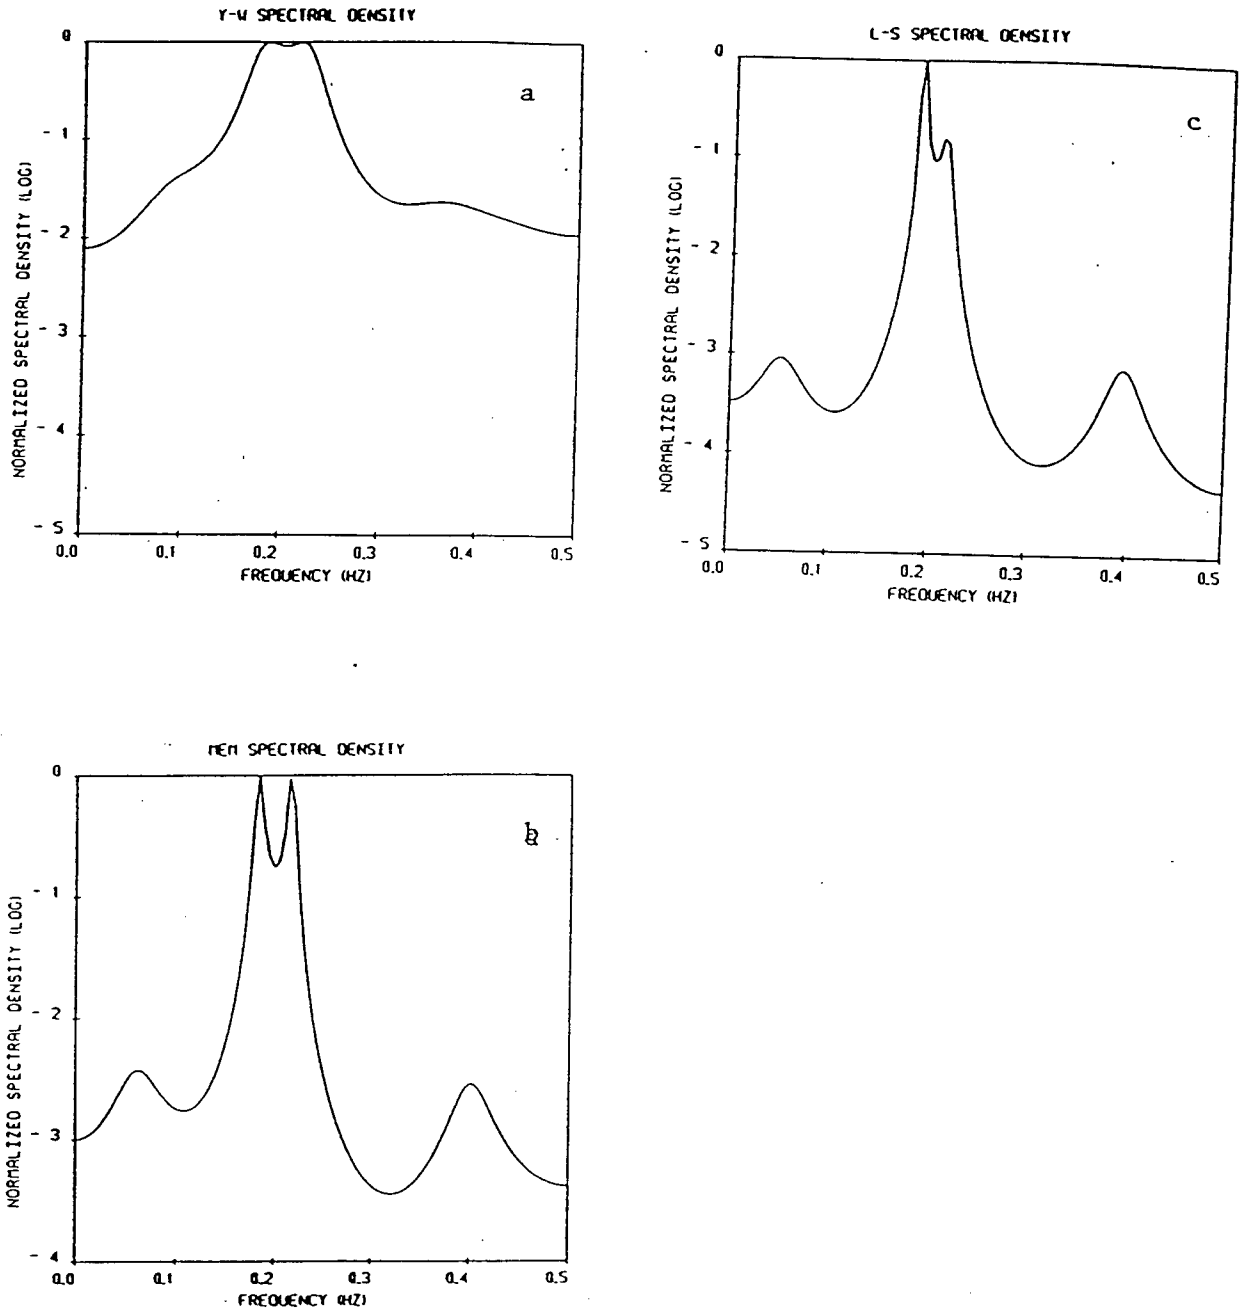 Y-W SPECTRAL DENSITY
0
- 1
- 2
- 3
- 4
- 5
NORMALIZED SPECTRAL DENSITY (LOG)
0.0 0.1 0.2 0.3 0.4 0.5
FREQUENCY (HZ)
a
L-S SPECTRAL DENSITY
0
- 1
- 2
- 3
- 4
- 5
NORMALIZED SPECTRAL DENSITY (LOG)
0.0 0.1 0.2 0.3 0.4 0.5
FREQUENCY (HZ)
c
MEM SPECTRAL DENSITY
0
- 1
- 2
- 3
- 4
NORMALIZED SPECTRAL DENSITY (LOG)
0.0 0.1 0.2 0.3 0.4 0.5
FREQUENCY (HZ)
b